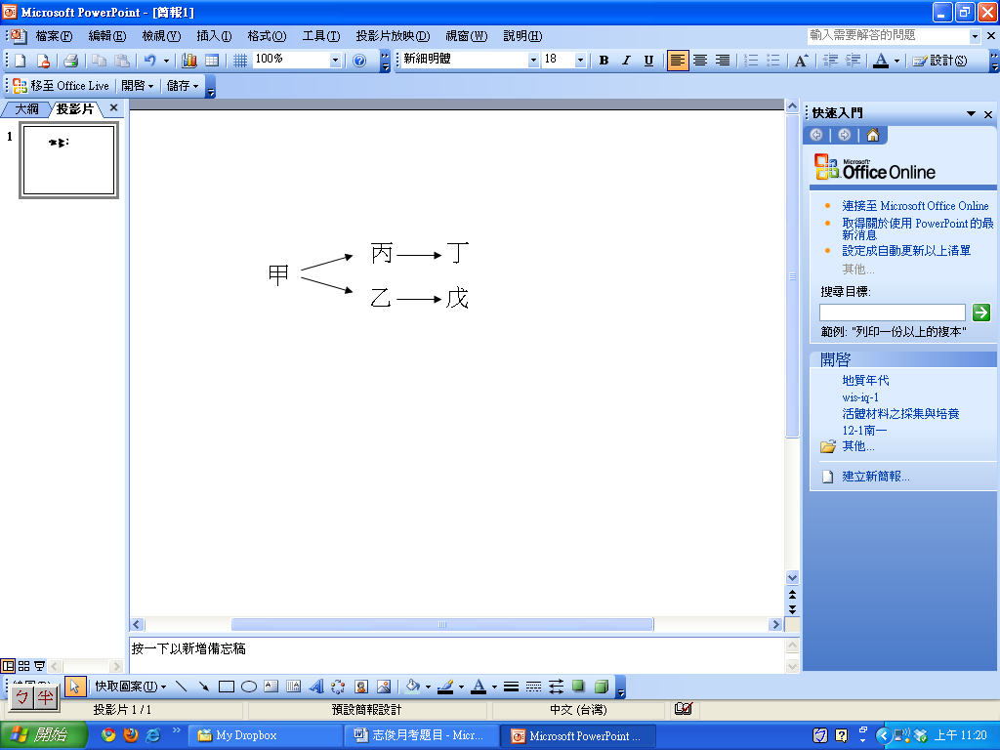 Microsoft PowerPoint - [簡報1]
檔案(F) 編輯(E) 檢視(V) 插入(I) 格式(O) 工具(T) 投影片放映(D) 視窗(W) 說明(H) 輸入需要解答的問題
100% 新細明體 18 B I U A A 設計(S)
移至 Office Live 開啓 儲存
大綱 投影片
1
甲
丙 丁
乙 戊
快速入門
Microsoft Office Online
連接至 Microsoft Office Online
取得關於使用 PowerPoint 的最
新消息
設定成自動更新以上清單
其他...
搜尋目標:
範例: "列印一份以上的複本"
開啓
地質年代
wis-iq-1
活體材料之採集與培養
12-1南一
其他...
建立新簡報...
按一下以新增備忘稿
快取圖案(U)
ㄅ 半
投影片 1 / 1 預設簡報設計 中文 (台灣)
開始 My Dropbox 志俊月考題目 - Micr... Microsoft PowerPoint ... 上午 11:20